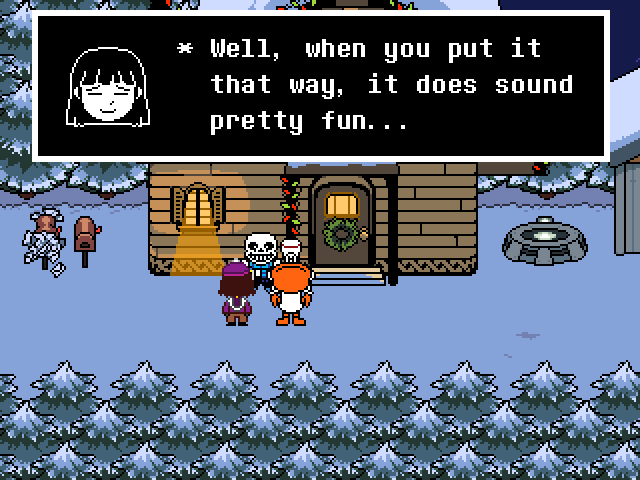 * Well, when you put it
that way, it does sound
pretty fun...